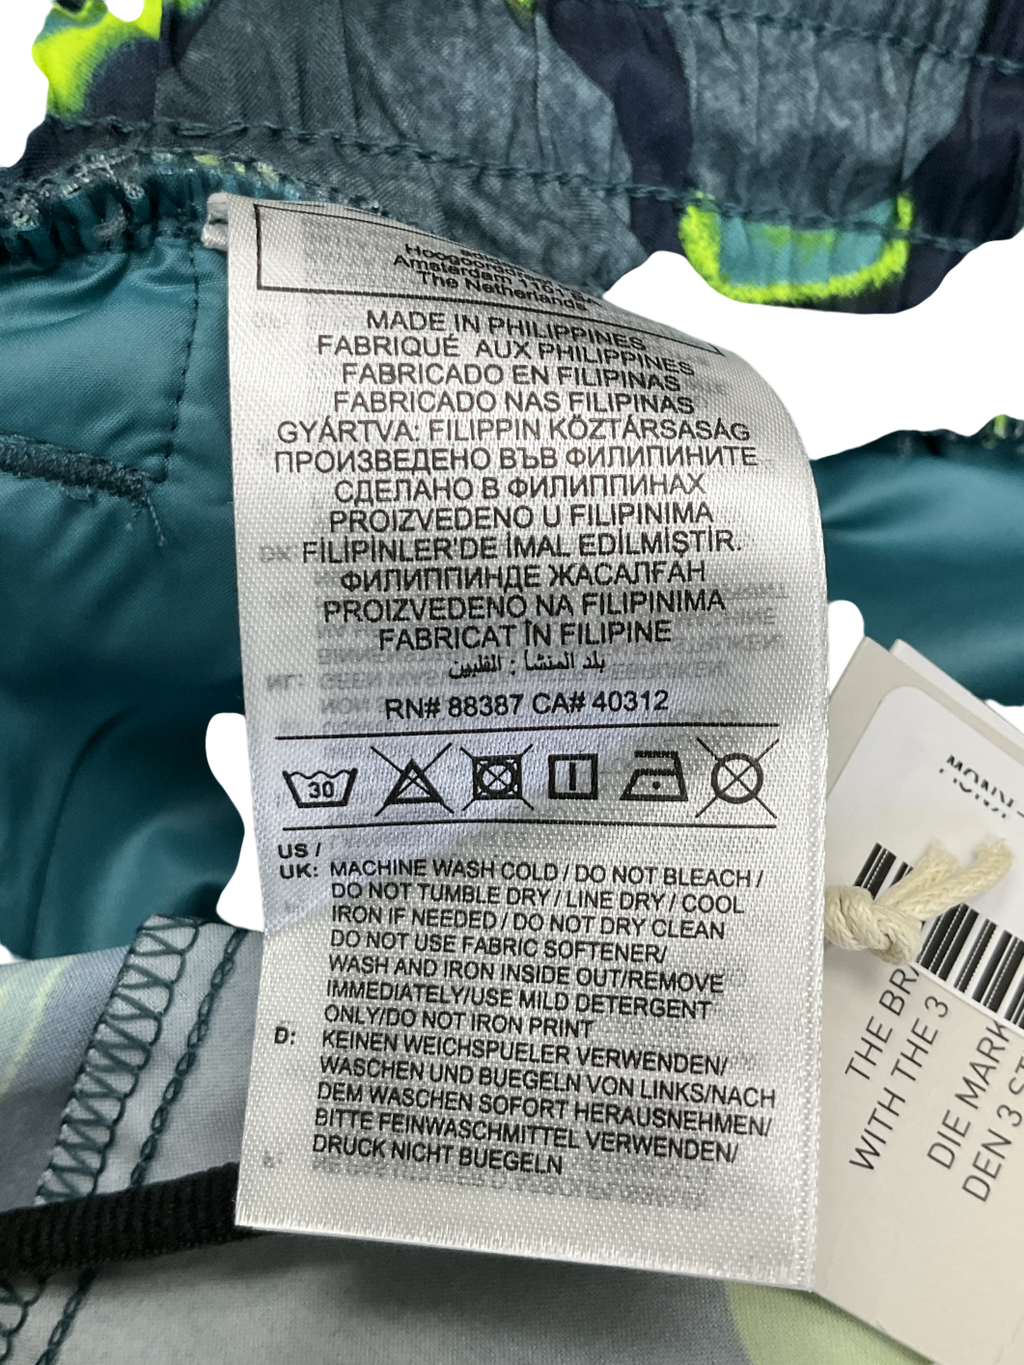 Amsterdam
The Netherlands
MADE IN PHILIPPINES
FABRIQUÉ AUX PHILIPPINES
FABRICADO EN FILIPINAS
FABRICADO NAS FILIPINAS
GYÁRTVA: FILIPPIN KÖZTÁRSASÁG
ПРОИЗВЕДЕНО ВЪВ ФИЛИПИНИТЕ
СДЕЛАНО В ФИЛИППИНАХ
PROIZVEDENO U FILIPINIMA
FİLİPİNLER'DE İMAL EDİLMİŞTİR.
ФИЛИППИНДЕ ЖАСАЛҒАН
PROIZVEDENO NA FILIPINIMA
FABRICAT ÎN FILIPINE
بلد المنشأ : الفلبين
RN# 88387 CA# 40312
30
US /
UK: MACHINE WASH COLD / DO NOT BLEACH /
DO NOT TUMBLE DRY / LINE DRY / COOL
IRON IF NEEDED / DO NOT DRY CLEAN
DO NOT USE FABRIC SOFTENER/
WASH AND IRON INSIDE OUT/REMOVE
IMMEDIATELY/USE MILD DETERGENT
ONLY/DO NOT IRON PRINT
D: KEINEN WEICHSPUELER VERWENDEN/
WASCHEN UND BUEGELN VON LINKS/NACH
DEM WASCHEN SOFORT HERAUSNEHMEN/
BITTE FEINWASCHMITTEL VERWENDEN/
DRUCK NICHT BUEGELN
THE BRA
WITH THE 3
DIE MARK
DEN 3 ST